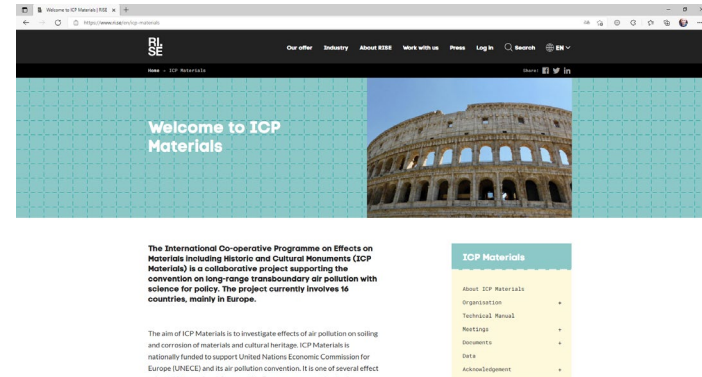 Welcome to ICP Materials | RISE
https://www.ri.se/en/icp-materials
RI.
SE
Our offer Industry About RISE Work with us Press Log in Search EN
Home » ICP Materials
Share:
Welcome to ICP
Materials
The International Co-operative Programme on Effects on
Materials including Historic and Cultural Monuments (ICP
Materials) is a collaborative project supporting the
convention on long-range transboundary air pollution with
science for policy. The project currently involves 16
countries, mainly in Europe.
The aim of ICP Materials is to investigate effects of air pollution on soiling
and corrosion of materials and cultural heritage. ICP Materials is
nationally funded to support United Nations Economic Commission for
Europe (UNECE) and its air pollution convention. It is one of several effect
ICP Materials
About ICP Materials
Organisation +
Technical Manual
Meetings +
Documents +
Data
Acknowledgement +